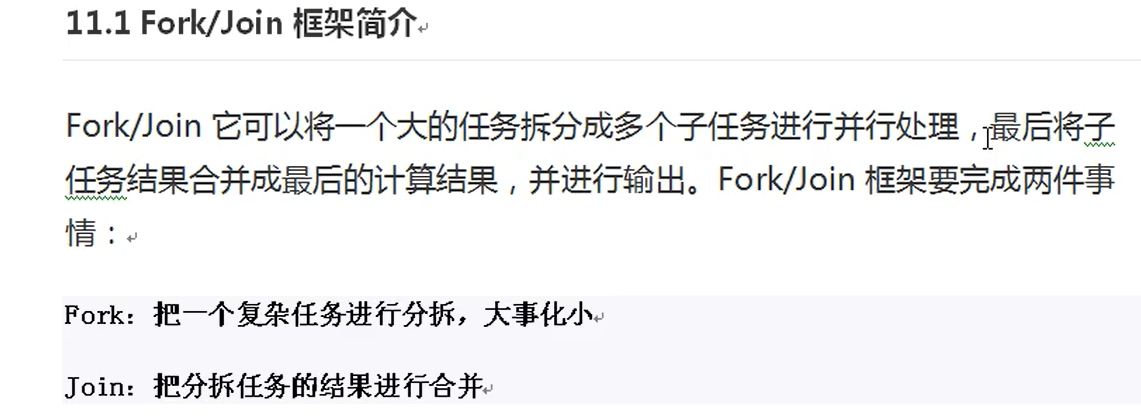 11.1 Fork/Join 框架简介
Fork/Join 它可以将一个大的任务拆分成多个子任务进行并行处理，最后将子
任务结果合并成最后的计算结果，并进行输出。Fork/Join 框架要完成两件事
情：
Fork：把一个复杂任务进行分拆，大事化小
Join：把分拆任务的结果进行合并